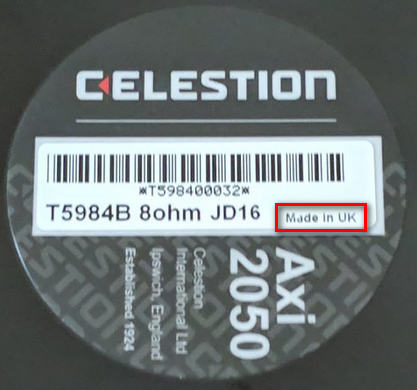 CELESTION
*T598400032*
T5984B 8ohm JD16 Made in UK
Axi
2050
Celestion
International Ltd
Ipswich, England
Established 1924